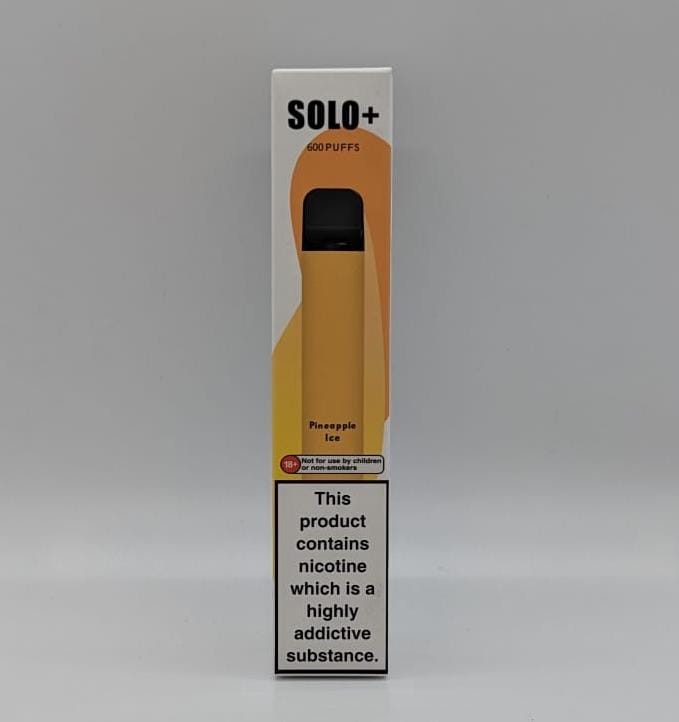 SOLO+
600 PUFFS
Pineapple
Ice
18+
Not for use by children
or non-smokers
This
product
contains
nicotine
which is a
highly
addictive
substance.